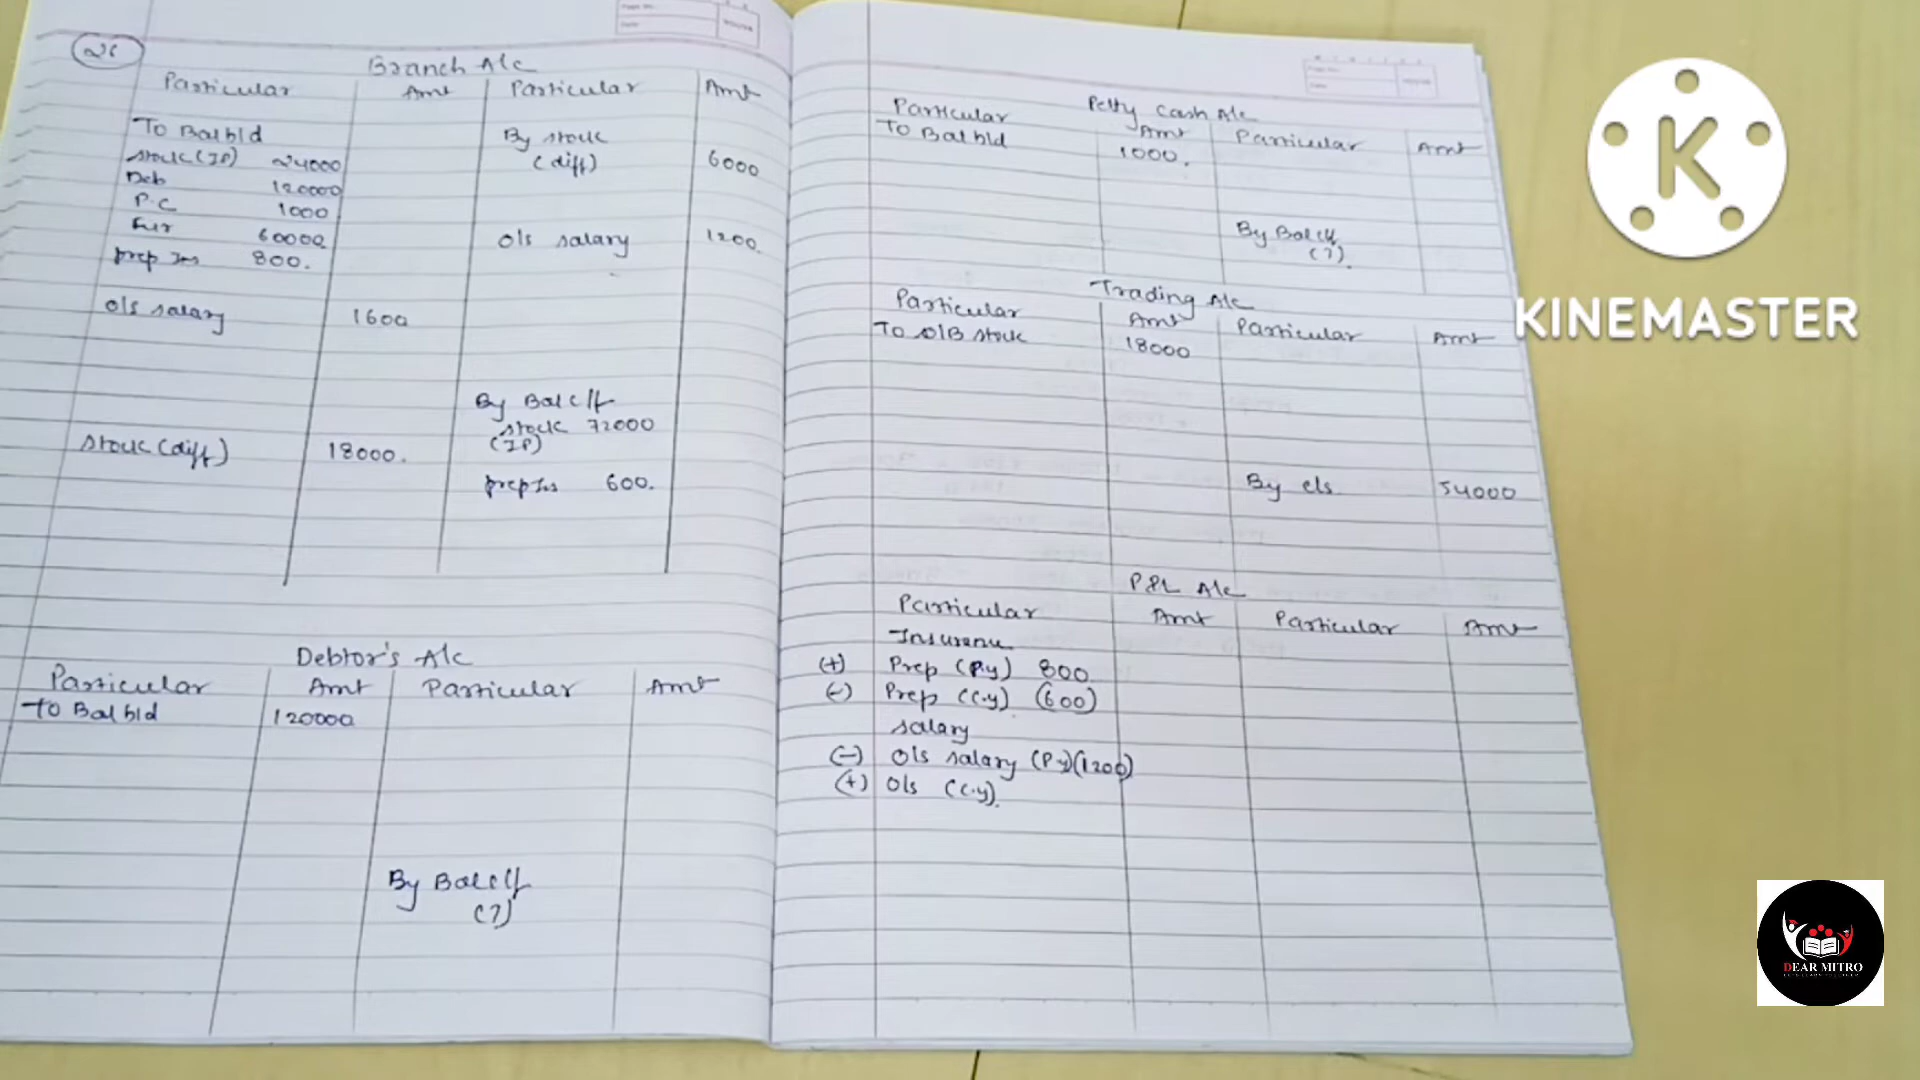 26
Branch A/c
Particular Amt Particular Amt
To Bal b/d By stock
stock (IP) 24000 (diff) 6000
Deb 120000
P.C 1000
Fur 60000 O/s salary 1200.
prep Ins 800.
O/s salary 1600
By Bal c/f
stock 72000
(IP)
stock (diff) 18000.
prep Ins 600.
Debtor's A/c
Particular Amt Particular Amt
To Bal b/d 120000
By Bal c/f
(?)
Petty Cash A/c
Particular Amt Particular Amt
To Bal b/d 1000.
By Bal c/f
(?).
Trading A/c
Particular Amt Particular Amt
To O/B stock 18000
By cls. 54000
P&L A/c
Particular Amt Particular Amt
Insuranu
(+) Prep (P.y) 800
(-) Prep (C.y) (600)
salary
(-) O/s salary (P.y) (1200)
(+) O/s (C.y).
K
KINEMASTER
DEAR MITRO